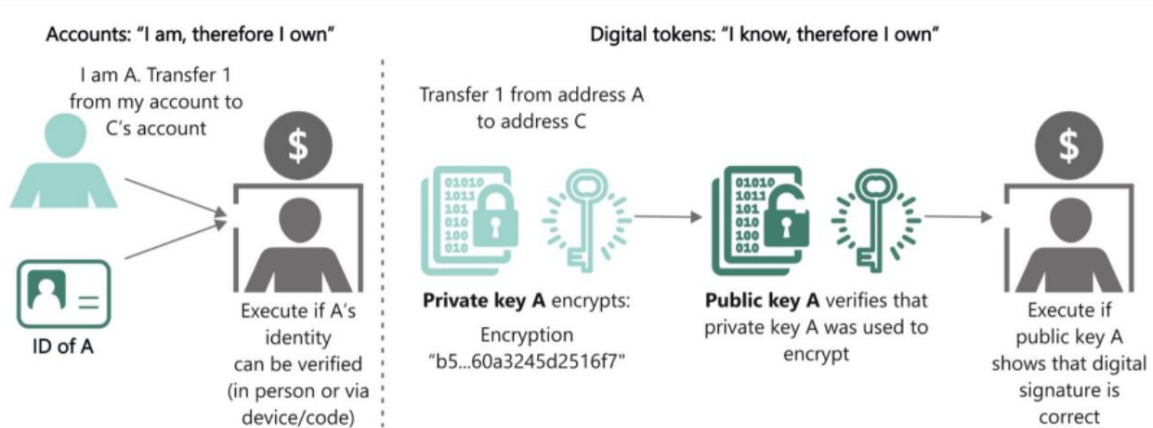 Accounts: "I am, therefore I own"
I am A. Transfer 1
from my account to
C's account
$
ID of A
Execute if A's
identity
can be verified
(in person or via
device/code)
Digital tokens: "I know, therefore I own"
Transfer 1 from address A
to address C
01010
1011
101
010
100
010
Private key A encrypts:
Encryption
"b5...60a3245d2516f7"
01010
1011
101
010
100
010
Public key A verifies that
private key A was used to
encrypt
$
Execute if
public key A
shows that digital
signature is
correct